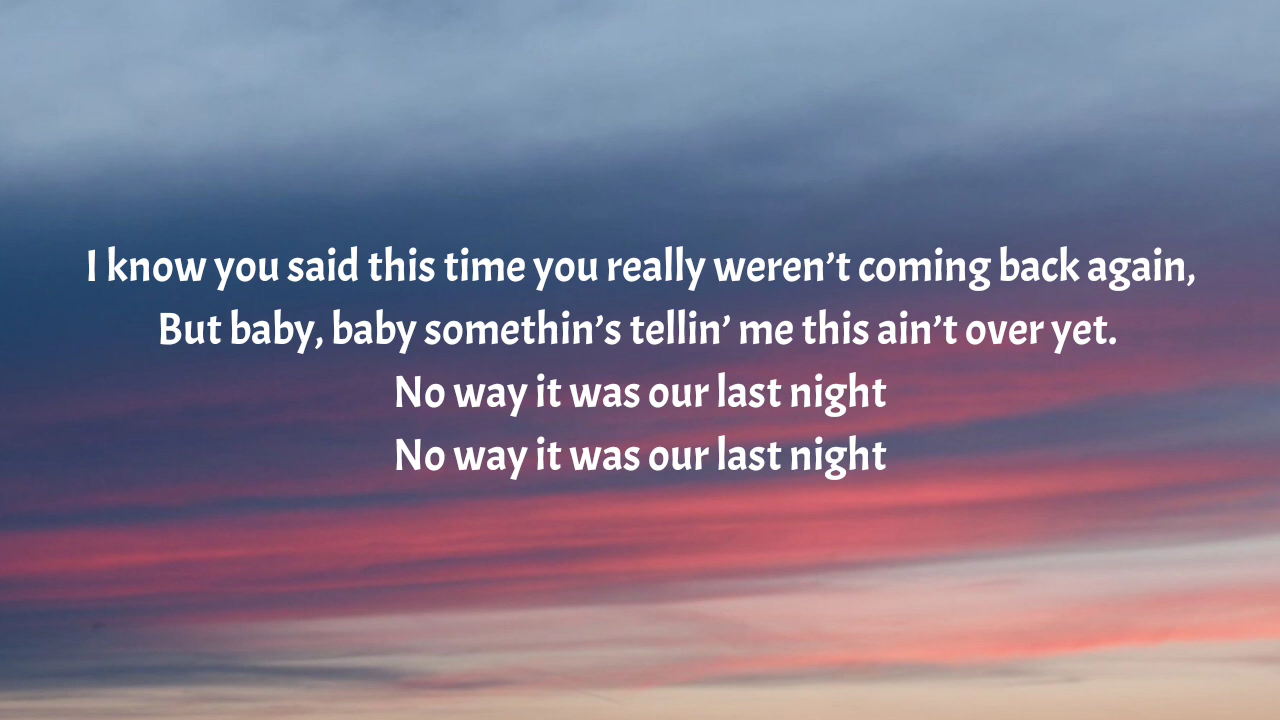 I know you said this time you really weren’t coming back again,
But baby, baby somethin’s tellin’ me this ain’t over yet.
No way it was our last night
No way it was our last night